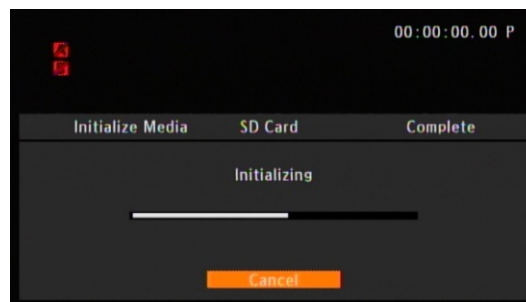 00:00:00.00 P
A
B
Initialize Media SD Card Complete
Initializing
Cancel